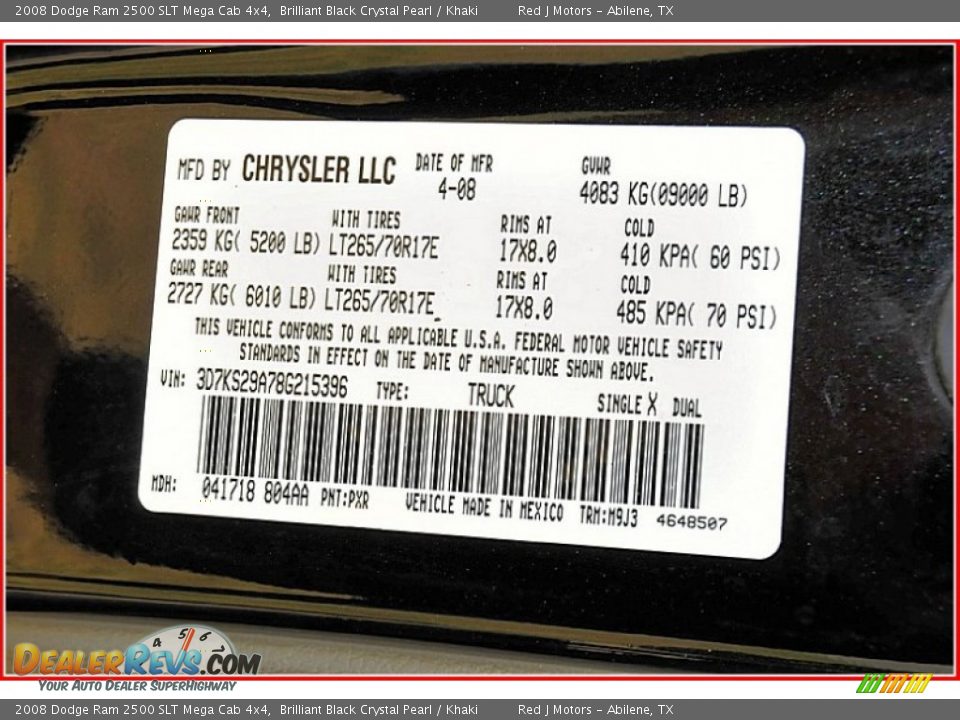 2008 Dodge Ram 2500 SLT Mega Cab 4x4, Brilliant Black Crystal Pearl / Khaki Red J Motors - Abilene, TX
MFD BY CHRYSLER LLC DATE OF MFR GVWR
4-08 4083 KG(09000 LB)
GAWR FRONT WITH TIRES RIMS AT COLD
2359 KG( 5200 LB) LT265/70R17E 17X8.0 410 KPA( 60 PSI)
GAWR REAR WITH TIRES RIMS AT COLD
2727 KG( 6010 LB) LT265/70R17E 17X8.0 485 KPA( 70 PSI)
THIS VEHICLE CONFORMS TO ALL APPLICABLE U.S.A. FEDERAL MOTOR VEHICLE SAFETY
STANDARDS IN EFFECT ON THE DATE OF MANUFACTURE SHOWN ABOVE.
VIN: 3D7KS29A78G215396 TYPE: TRUCK SINGLE X DUAL
MDH: 041718 804AA PNT:PXR VEHICLE MADE IN MEXICO TRM:M9J3 4648507
4 5 6
DEALERREVS.COM
YOUR AUTO DEALER SUPERHIGHWAY
2008 Dodge Ram 2500 SLT Mega Cab 4x4, Brilliant Black Crystal Pearl / Khaki Red J Motors - Abilene, TX